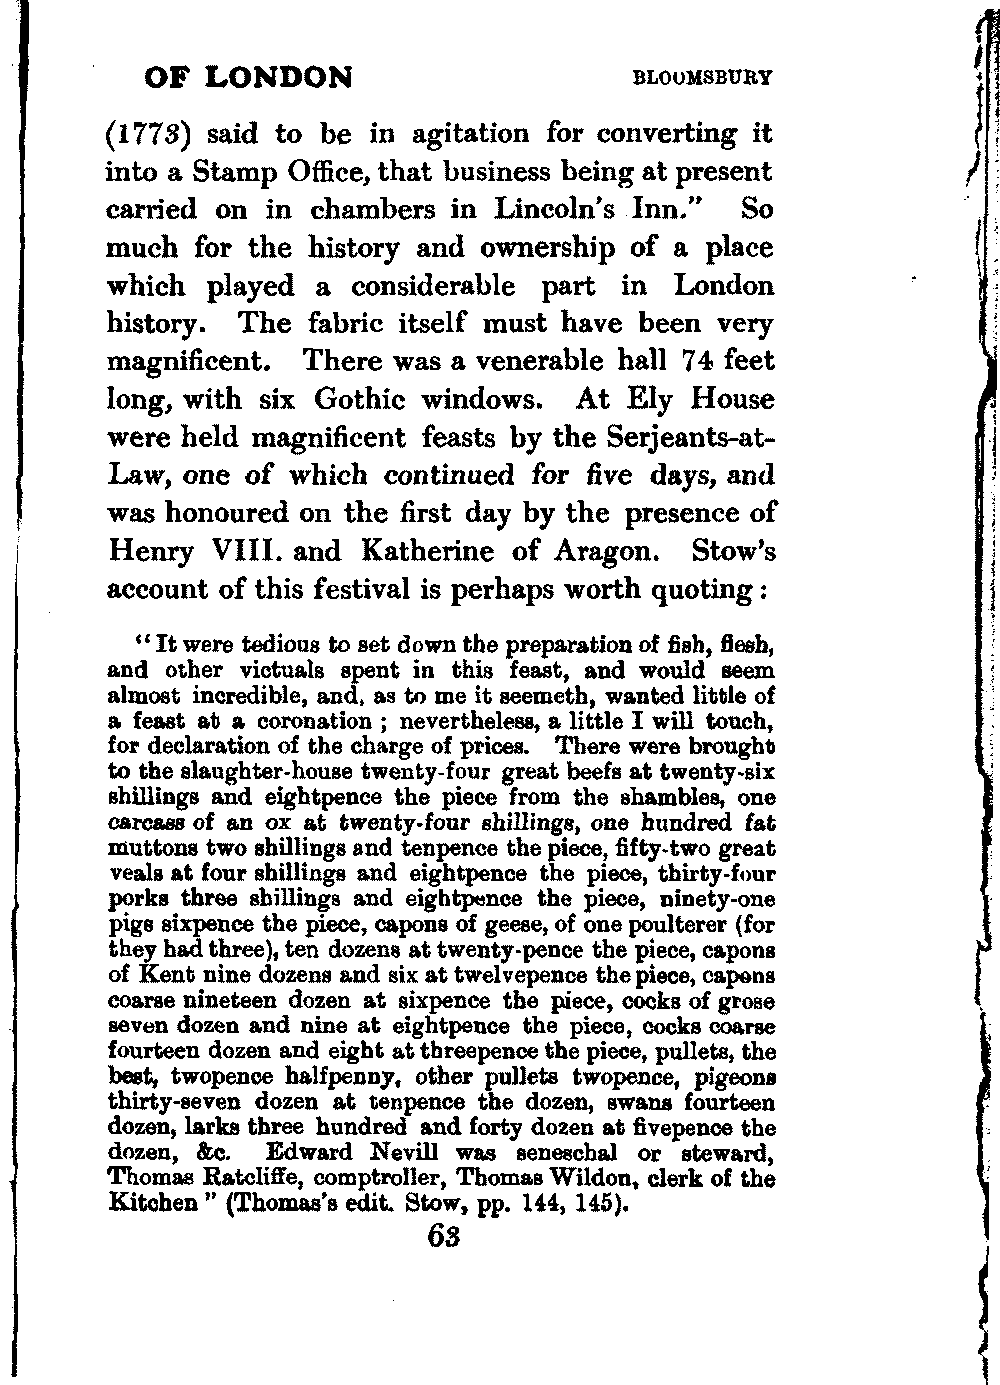 OF LONDON BLOOMSBURY
(1773) said to be in agitation for converting it
into a Stamp Office, that business being at present
carried on in chambers in Lincoln's Inn." So
much for the history and ownership of a place
which played a considerable part in London
history. The fabric itself must have been very
magnificent. There was a venerable hall 74 feet
long, with six Gothic windows. At Ely House
were held magnificent feasts by the Serjeants-at-
Law, one of which continued for five days, and
was honoured on the first day by the presence of
Henry VIII. and Katherine of Aragon. Stow's
account of this festival is perhaps worth quoting:
"It were tedious to set down the preparation of fish, flesh,
and other victuals spent in this feast, and would seem
almost incredible, and, as to me it seemeth, wanted little of
a feast at a coronation; nevertheless, a little I will touch,
for declaration of the charge of prices. There were brought
to the slaughter-house twenty-four great beefs at twenty-six
shillings and eightpence the piece from the shambles, one
carcass of an ox at twenty-four shillings, one hundred fat
muttons two shillings and tenpence the piece, fifty-two great
veals at four shillings and eightpence the piece, thirty-four
porks three shillings and eightpence the piece, ninety-one
pigs sixpence the piece, capons of geese, of one poulterer (for
they had three), ten dozens at twenty-pence the piece, capons
of Kent nine dozens and six at twelvepence the piece, capons
coarse nineteen dozen at sixpence the piece, cocks of grose
seven dozen and nine at eightpence the piece, cocks coarse
fourteen dozen and eight at threepence the piece, pullets, the
best, twopence halfpenny, other pullets twopence, pigeons
thirty-seven dozen at tenpence the dozen, swans fourteen
dozen, larks three hundred and forty dozen at fivepence the
dozen, &c. Edward Nevill was seneschal or steward,
Thomas Ratcliffe, comptroller, Thomas Wildon, clerk of the
Kitchen" (Thomas's edit. Stow, pp. 144, 145).
63